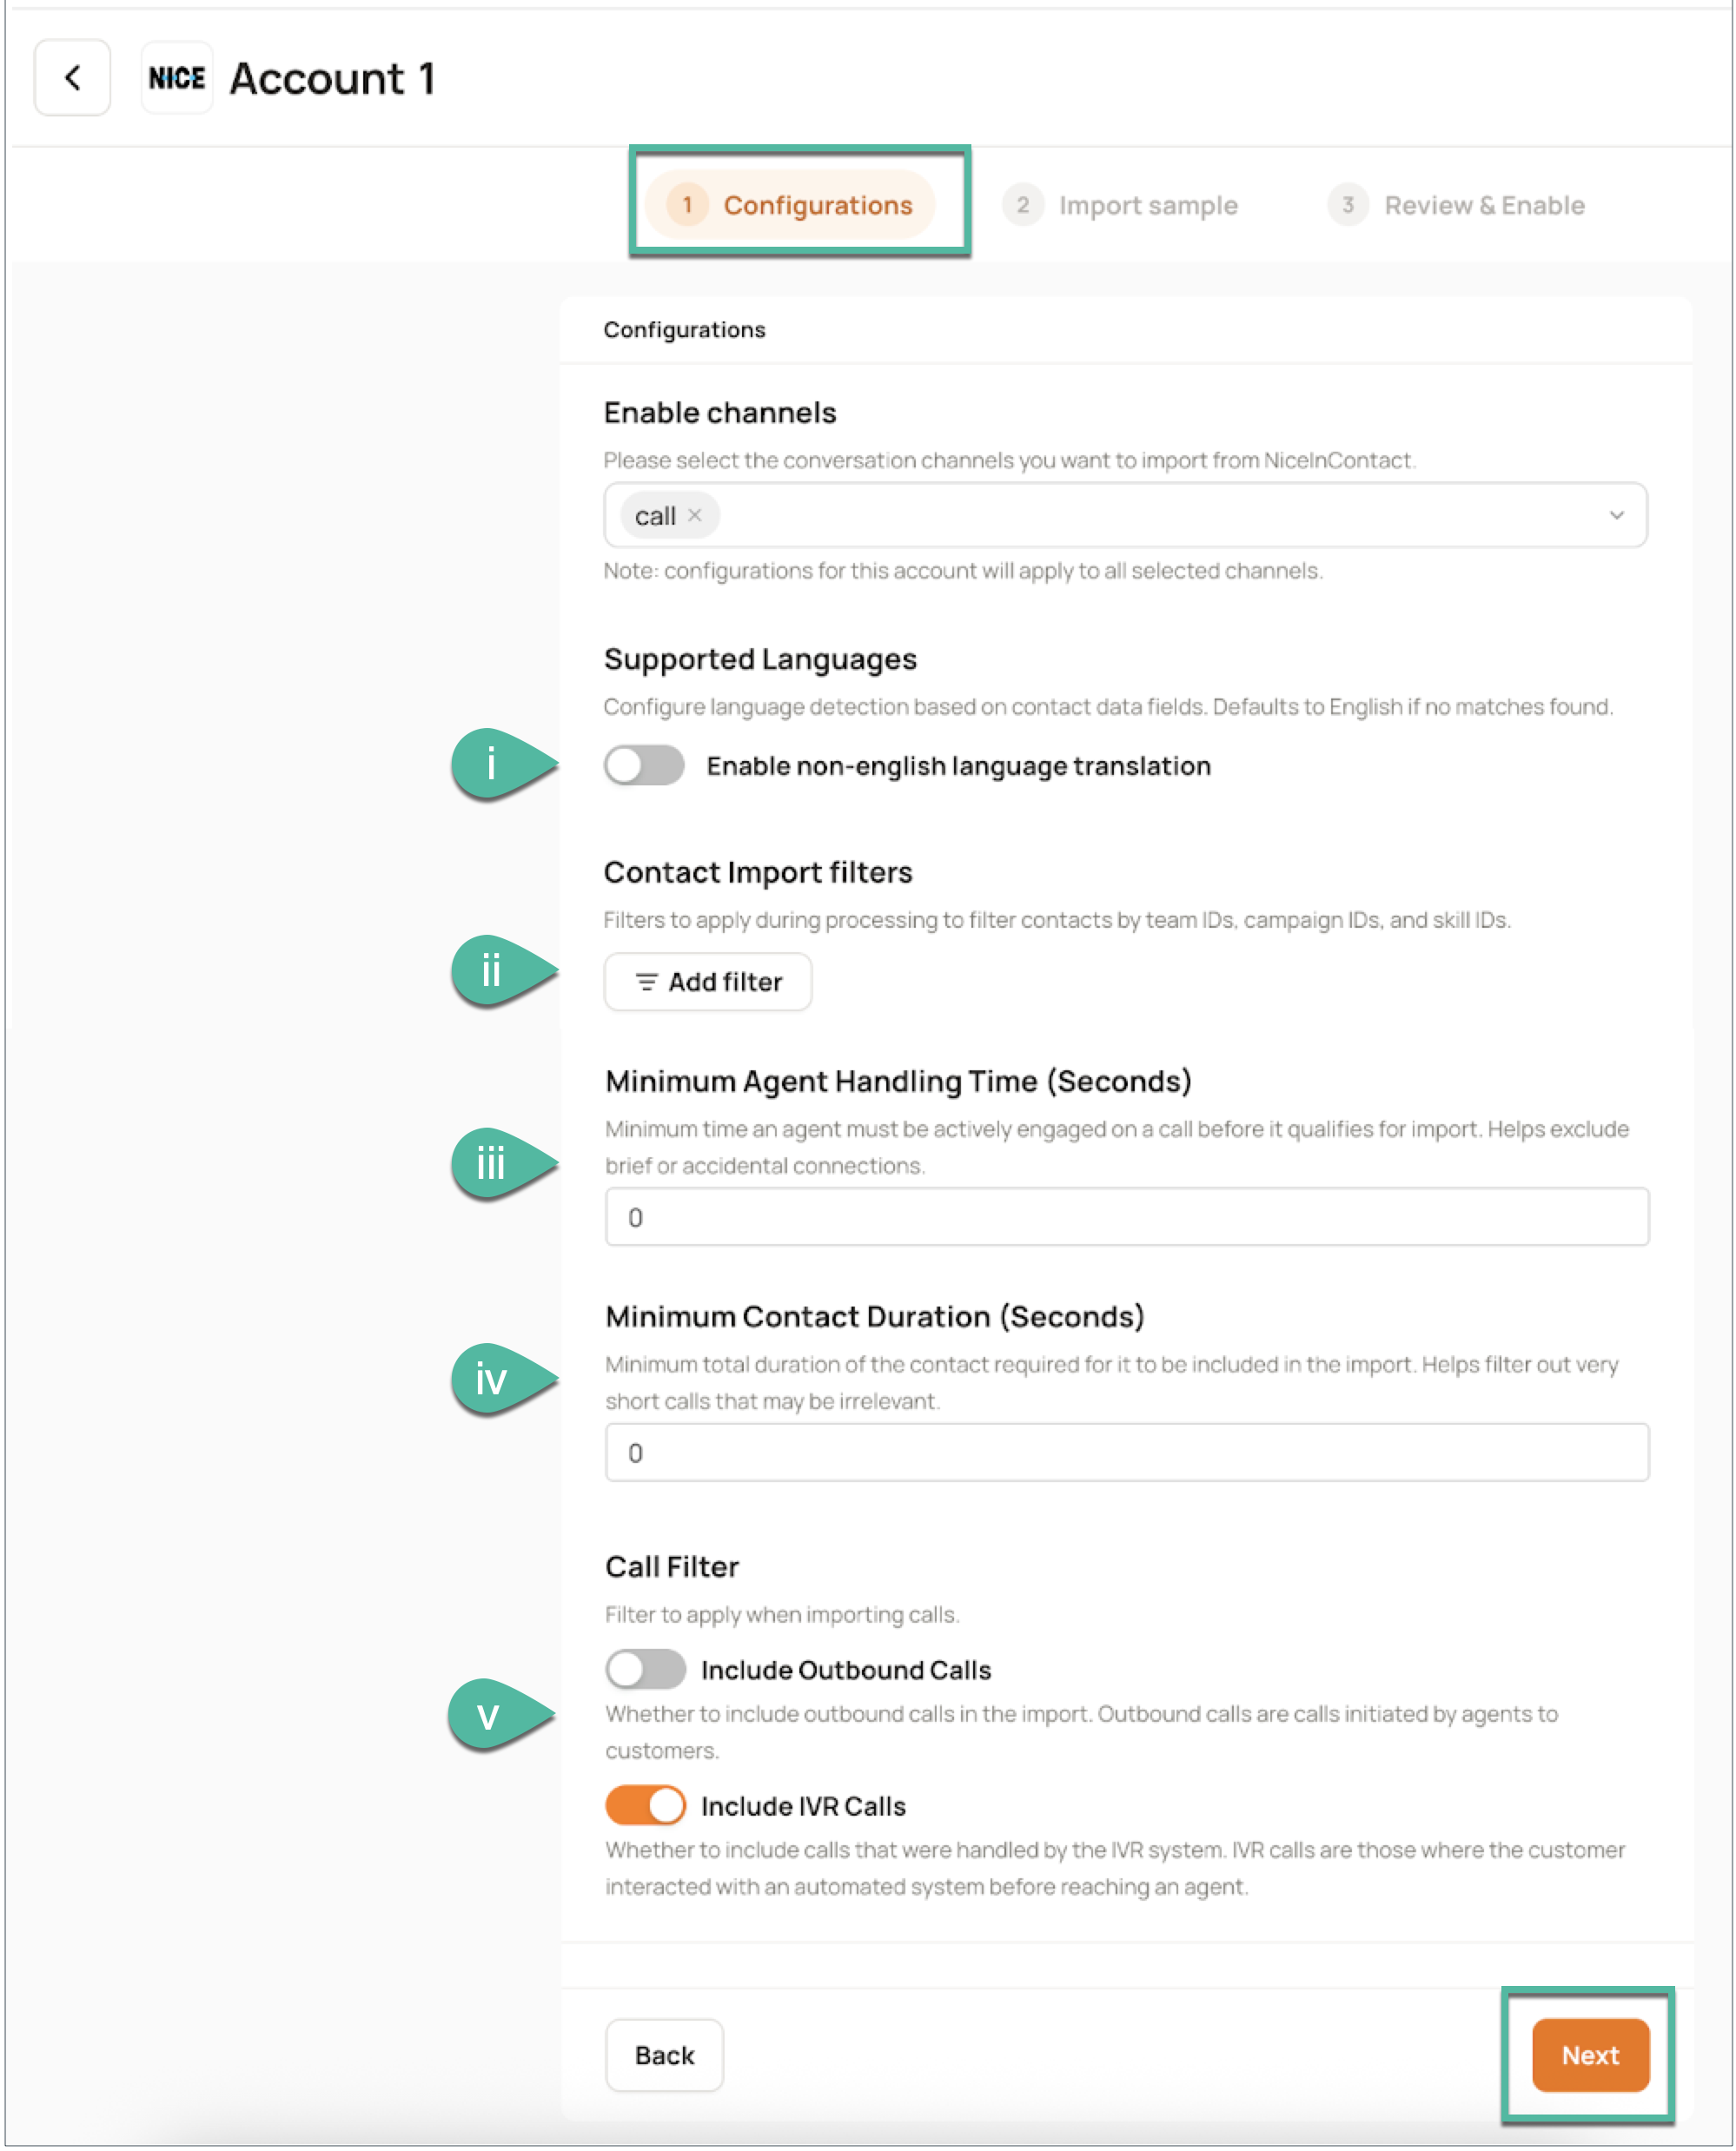 NICE Account 1
1 Configurations
2 Import sample
3 Review & Enable
Configurations
Enable channels
Please select the conversation channels you want to import from NiceInContact.
call ×
Note: configurations for this account will apply to all selected channels.
Supported Languages
Configure language detection based on contact data fields. Defaults to English if no matches found.
i
Enable non-english language translation
Contact Import filters
Filters to apply during processing to filter contacts by team IDs, campaign IDs, and skill IDs.
ii
Add filter
Minimum Agent Handling Time (Seconds)
Minimum time an agent must be actively engaged on a call before it qualifies for import. Helps exclude
brief or accidental connections.
iii
0
Minimum Contact Duration (Seconds)
Minimum total duration of the contact required for it to be included in the import. Helps filter out very
short calls that may be irrelevant.
iv
0
Call Filter
Filter to apply when importing calls.
Include Outbound Calls
v
Whether to include outbound calls in the import. Outbound calls are calls initiated by agents to
customers.
Include IVR Calls
Whether to include calls that were handled by the IVR system. IVR calls are those where the customer
interacted with an automated system before reaching an agent.
Back
Next